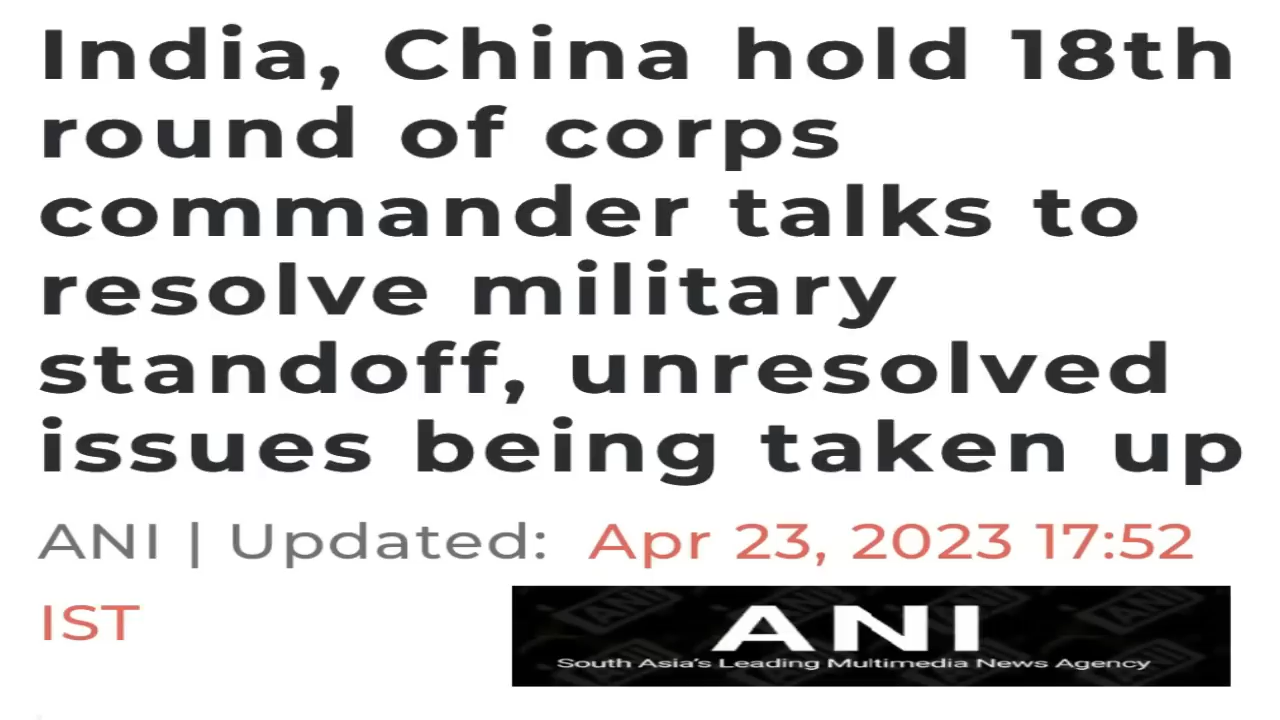 India, China hold 18th
round of corps
commander talks to
resolve military
standoff, unresolved
issues being taken up
ANI | Updated: Apr 23, 2023 17:52
IST
ANI
South Asia's Leading Multimedia News Agency